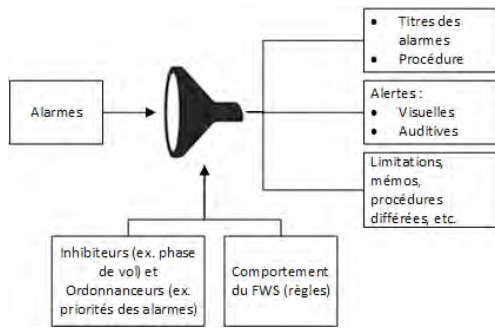 Alarmes
• Titres des
alarmes
• Procédure
Alertes :
• Visuelles
• Auditives
Limitations,
mémos,
procédures
différées, etc.
Inhibiteurs (ex. phase
de vol) et
Ordonnanceurs (ex.
priorités des alarmes)
Comportement
du FWS (règles)